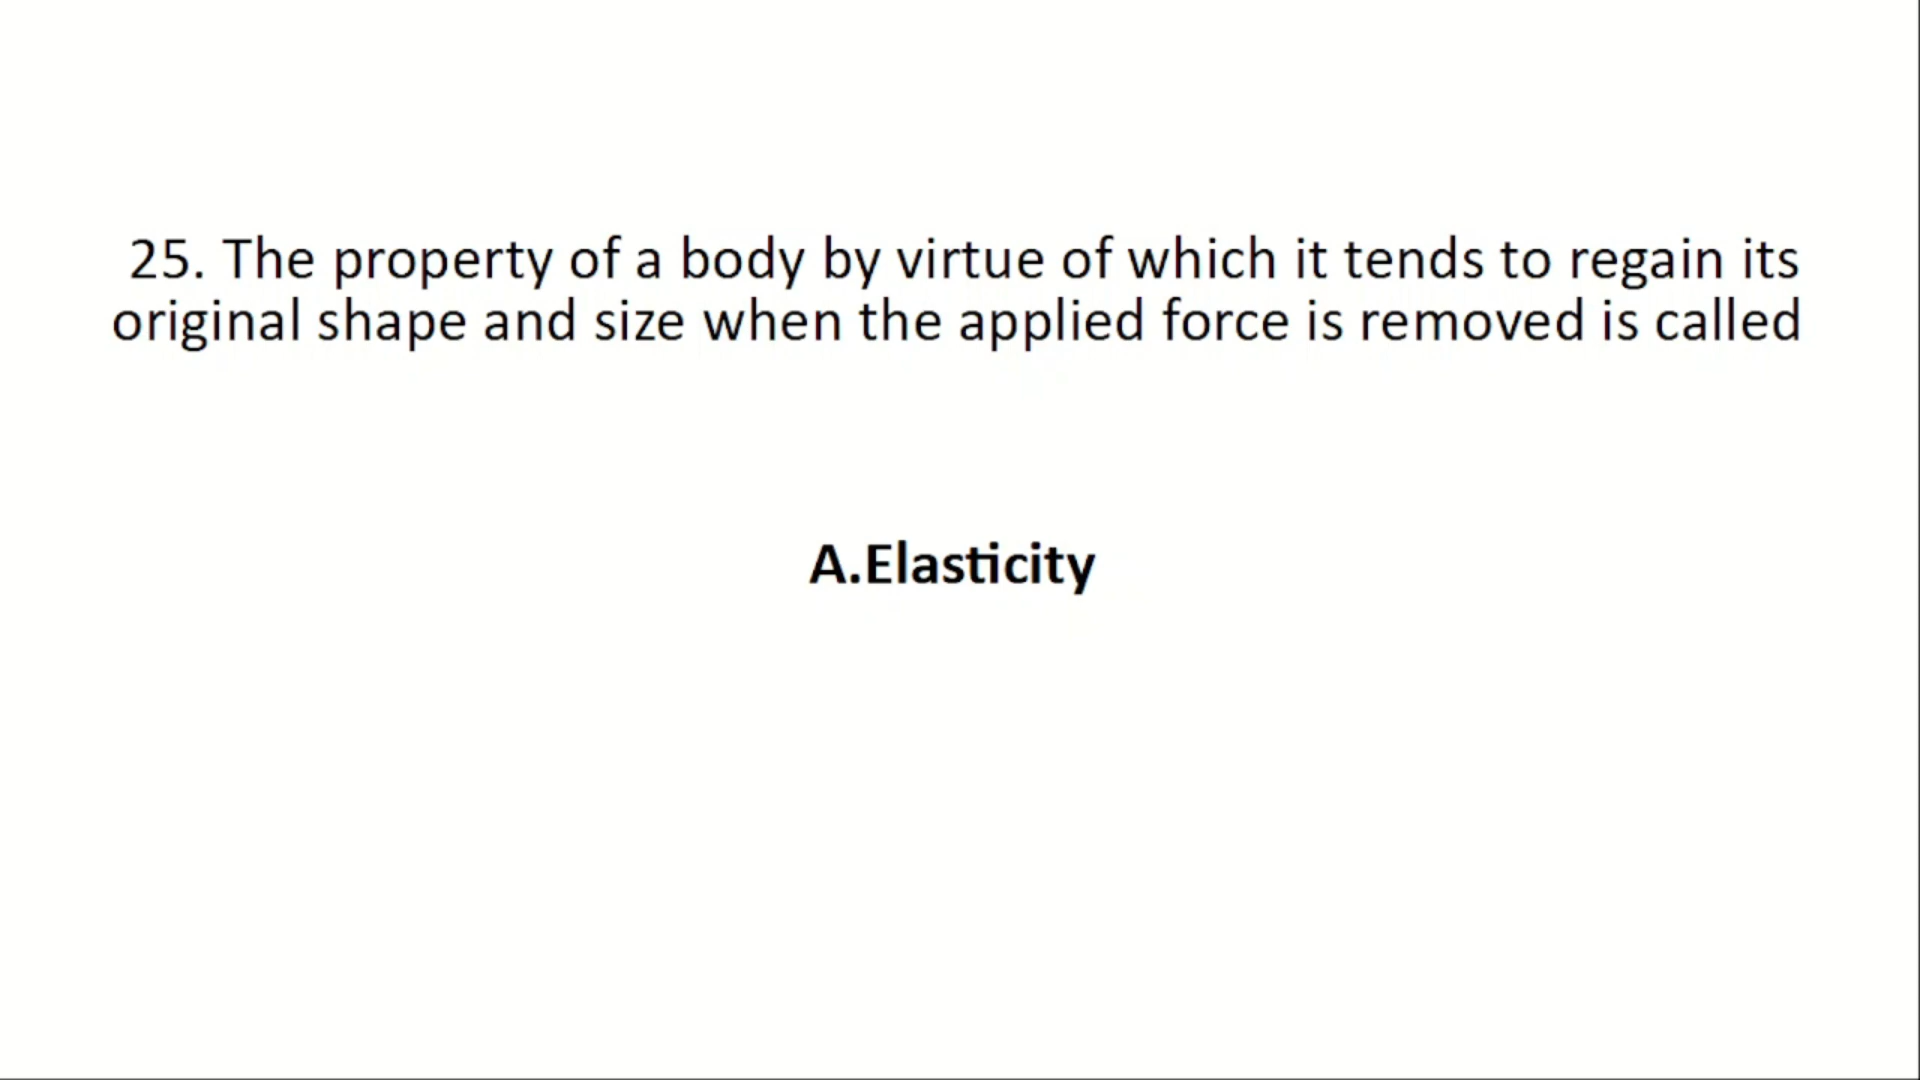 25. The property of a body by virtue of which it tends to regain its
original shape and size when the applied force is removed is called
A.Elasticity